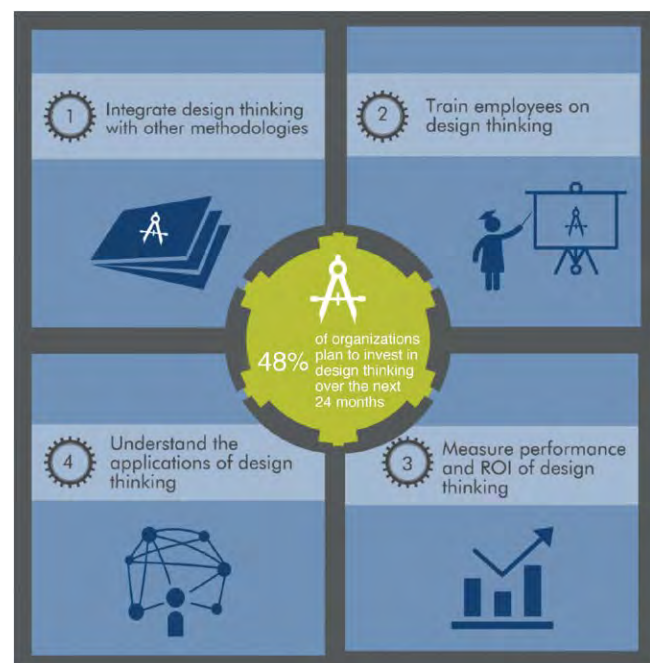 1
Integrate design thinking
with other methodologies
2
Train employees on
design thinking
48%
of organizations
plan to invest in
design thinking
over the next
24 months
4
Understand the
applications of design
thinking
3
Measure performance
and ROI of design
thinking